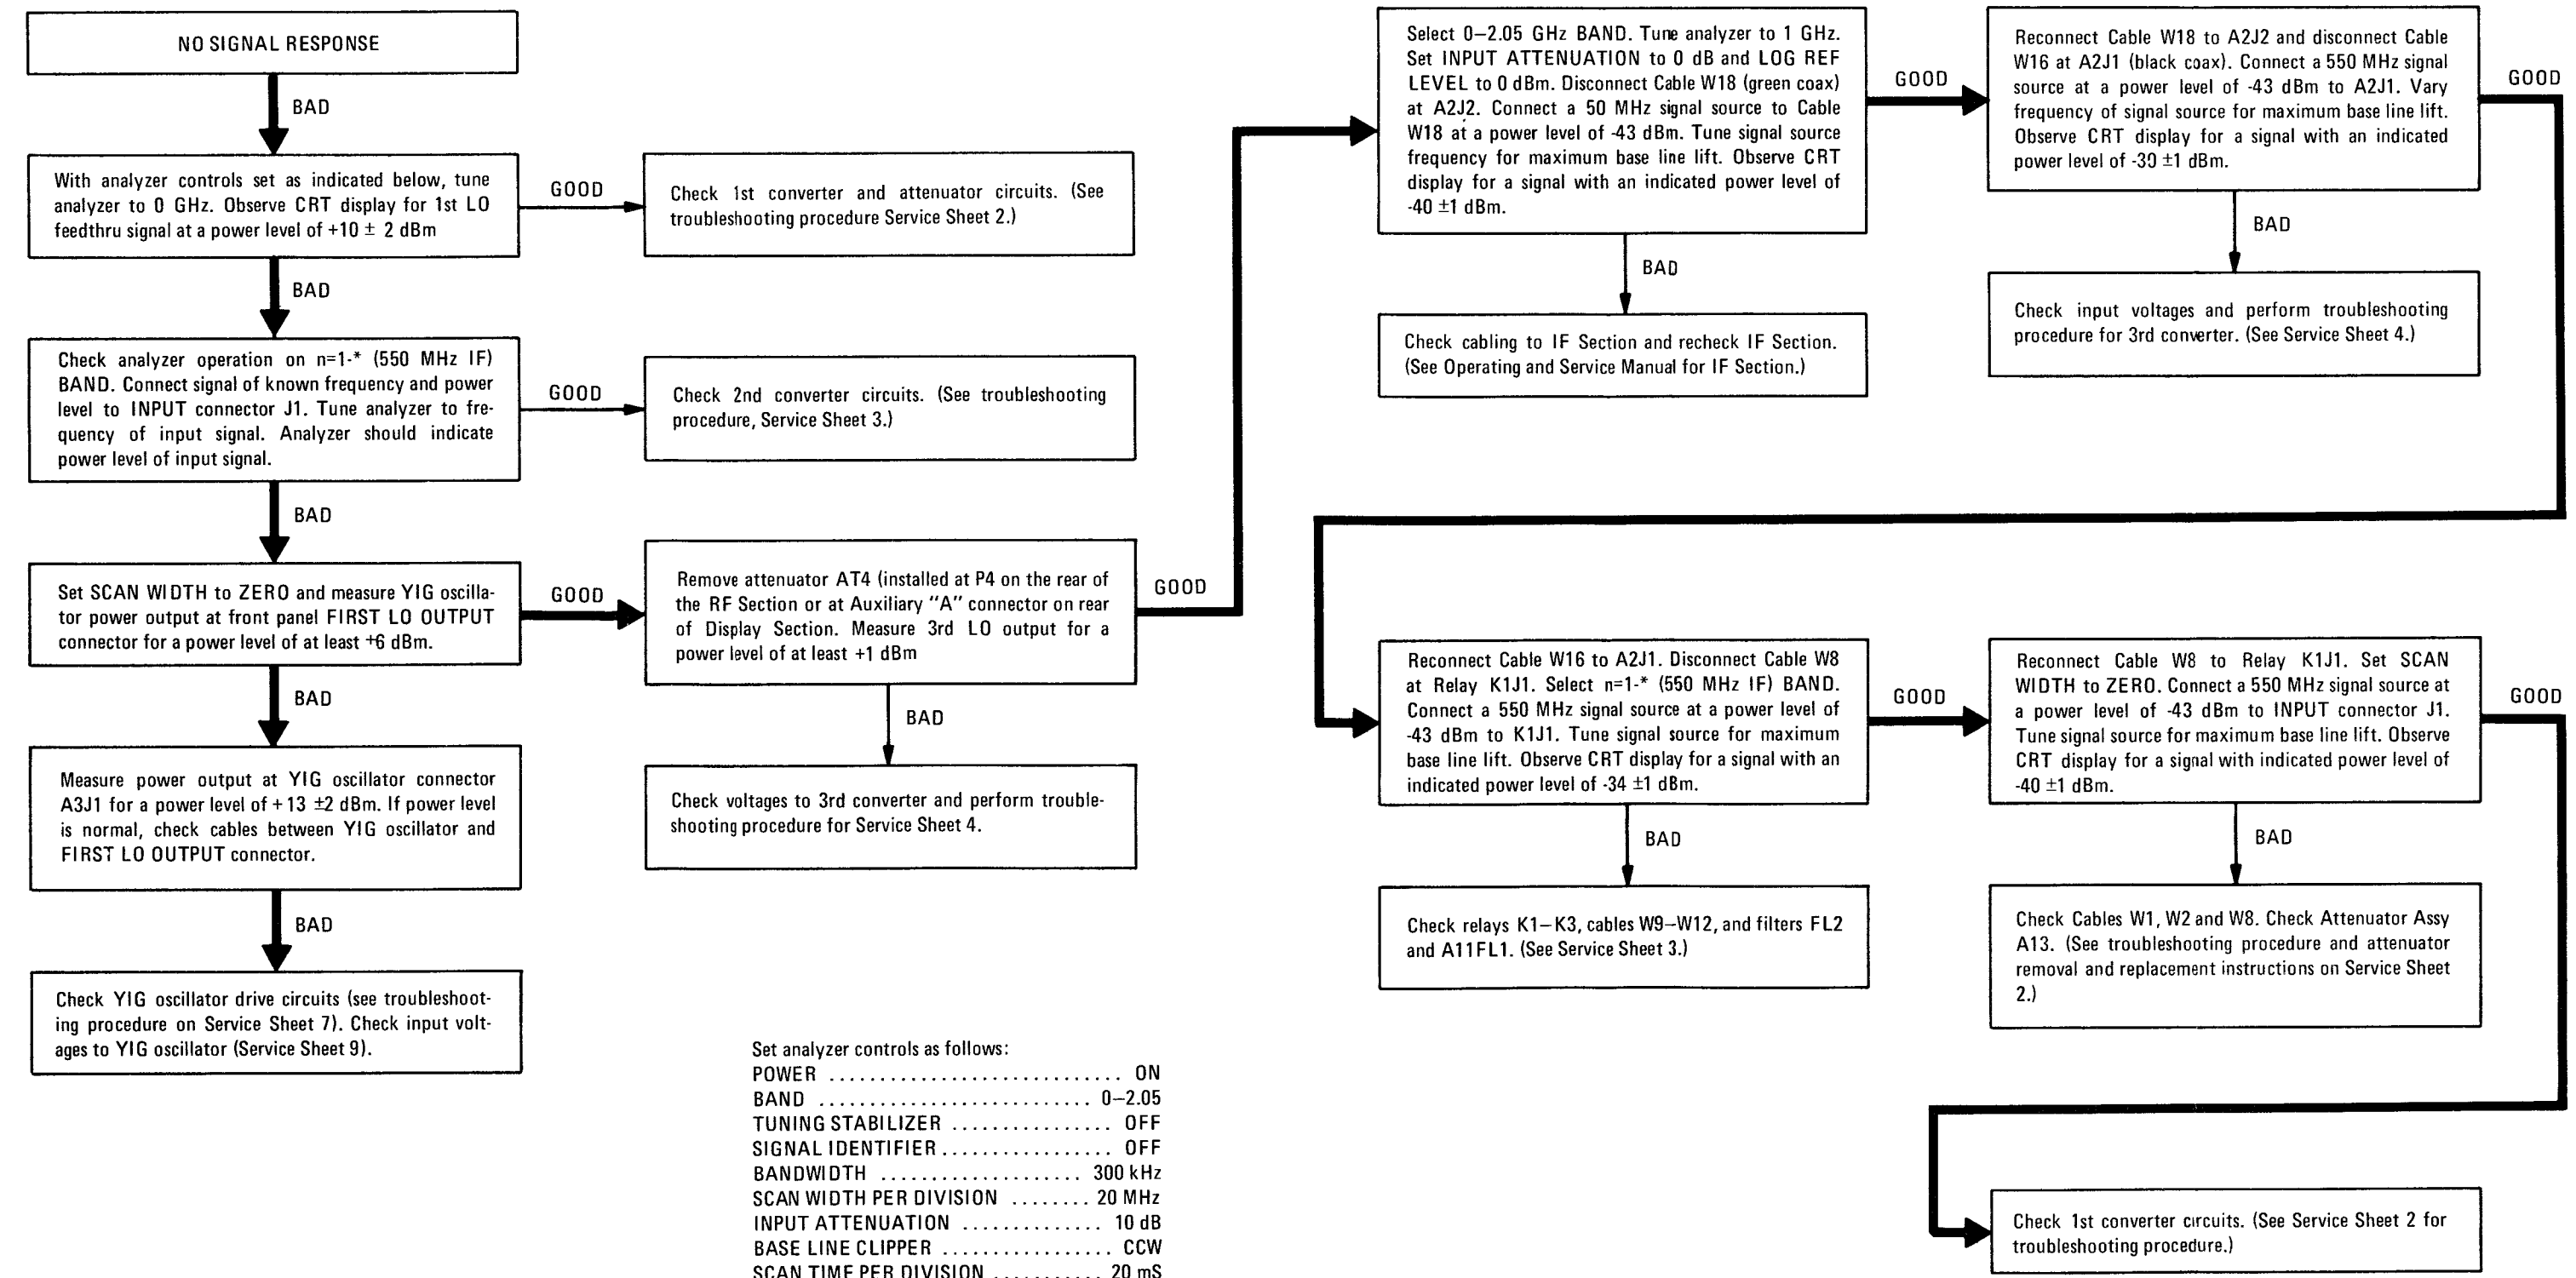 NO SIGNAL RESPONSE
BAD
With analyzer controls set as indicated below, tune
analyzer to 0 GHz. Observe CRT display for 1st LO
feedthru signal at a power level of +10 ± 2 dBm
GOOD
Check 1st converter and attenuator circuits. (See
troubleshooting procedure Service Sheet 2.)
BAD
Check analyzer operation on n=1-* (550 MHz IF)
BAND. Connect signal of known frequency and power
level to INPUT connector J1. Tune analyzer to fre-
quency of input signal. Analyzer should indicate
power level of input signal.
GOOD
Check 2nd converter circuits. (See troubleshooting
procedure, Service Sheet 3.)
BAD
Set SCAN WIDTH to ZERO and measure YIG oscilla-
tor power output at front panel FIRST LO OUTPUT
connector for a power level of at least +6 dBm.
GOOD
Remove attenuator AT4 (installed at P4 on the rear of
the RF Section or at Auxiliary "A" connector on rear
of Display Section. Measure 3rd LO output for a
power level of at least +1 dBm
GOOD
BAD
Check voltages to 3rd converter and perform trouble-
shooting procedure for Service Sheet 4.
BAD
Measure power output at YIG oscillator connector
A3J1 for a power level of +13 ±2 dBm. If power level
is normal, check cables between YIG oscillator and
FIRST LO OUTPUT connector.
BAD
Check YIG oscillator drive circuits (see troubleshoot-
ing procedure on Service Sheet 7). Check input volt-
ages to YIG oscillator (Service Sheet 9).
Set analyzer controls as follows:
POWER ............................. ON
BAND ........................... 0–2.05
TUNING STABILIZER ................ OFF
SIGNAL IDENTIFIER ................. OFF
BANDWIDTH .................... 300 kHz
SCAN WIDTH PER DIVISION ........ 20 MHz
INPUT ATTENUATION .............. 10 dB
BASE LINE CLIPPER ................. CCW
SCAN TIME PER DIVISION ........... 20 mS
Select 0–2.05 GHz BAND. Tune analyzer to 1 GHz.
Set INPUT ATTENUATION to 0 dB and LOG REF
LEVEL to 0 dBm. Disconnect Cable W18 (green coax)
at A2J2. Connect a 50 MHz signal source to Cable
W18 at a power level of -43 dBm. Tune signal source
frequency for maximum base line lift. Observe CRT
display for a signal with an indicated power level of
-40 ±1 dBm.
GOOD
BAD
Check cabling to IF Section and recheck IF Section.
(See Operating and Service Manual for IF Section.)
Reconnect Cable W18 to A2J2 and disconnect Cable
W16 at A2J1 (black coax). Connect a 550 MHz signal
source at a power level of -43 dBm to A2J1. Vary
frequency of signal source for maximum base line lift.
Observe CRT display for a signal with an indicated
power level of -30 ±1 dBm.
GOOD
BAD
Check input voltages and perform troubleshooting
procedure for 3rd converter. (See Service Sheet 4.)
Reconnect Cable W16 to A2J1. Disconnect Cable W8
at Relay K1J1. Select n=1-* (550 MHz IF) BAND.
Connect a 550 MHz signal source at a power level of
-43 dBm to K1J1. Tune signal source for maximum
base line lift. Observe CRT display for a signal with an
indicated power level of -34 ±1 dBm.
GOOD
BAD
Check relays K1–K3, cables W9–W12, and filters FL2
and A11FL1. (See Service Sheet 3.)
Reconnect Cable W8 to Relay K1J1. Set SCAN
WIDTH to ZERO. Connect a 550 MHz signal source at
a power level of -43 dBm to INPUT connector J1.
Tune signal source for maximum base line lift. Observe
CRT display for a signal with indicated power level of
-40 ±1 dBm.
GOOD
BAD
Check Cables W1, W2 and W8. Check Attenuator Assy
A13. (See troubleshooting procedure and attenuator
removal and replacement instructions on Service Sheet
2.)
Check 1st converter circuits. (See Service Sheet 2 for
troubleshooting procedure.)